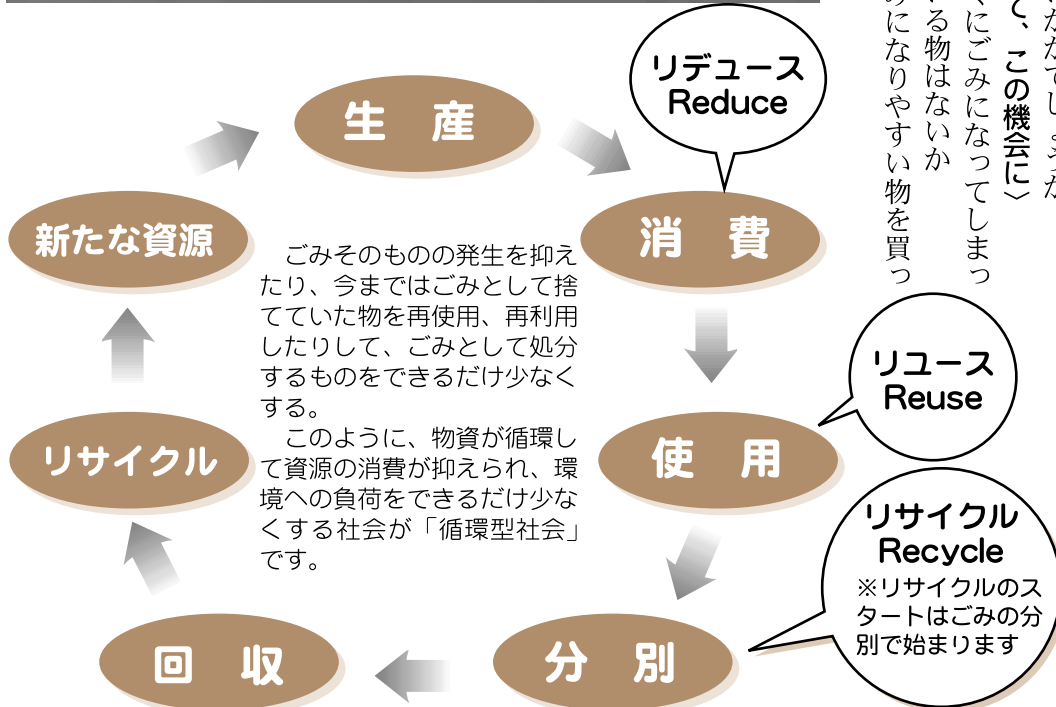 て、この機会に〉
くにごみになってしまっ
いる物はないか
みになりやすい物を買っ
リデュース
Reduce
生　産
消　費
新たな資源
　ごみそのものの発生を抑え
たり、今まではごみとして捨
てていた物を再使用、再利用
したりして、ごみとして処分
するものをできるだけ少なく
する。
　このように、物資が循環し
て資源の消費が抑えられ、環
境への負荷をできるだけ少な
くする社会が「循環型社会」
です。
リユース
Reuse
使　用
リサイクル
リサイクル
Recycle
※リサイクルのス
タートはごみの分
別で始まります
分　別
回　収